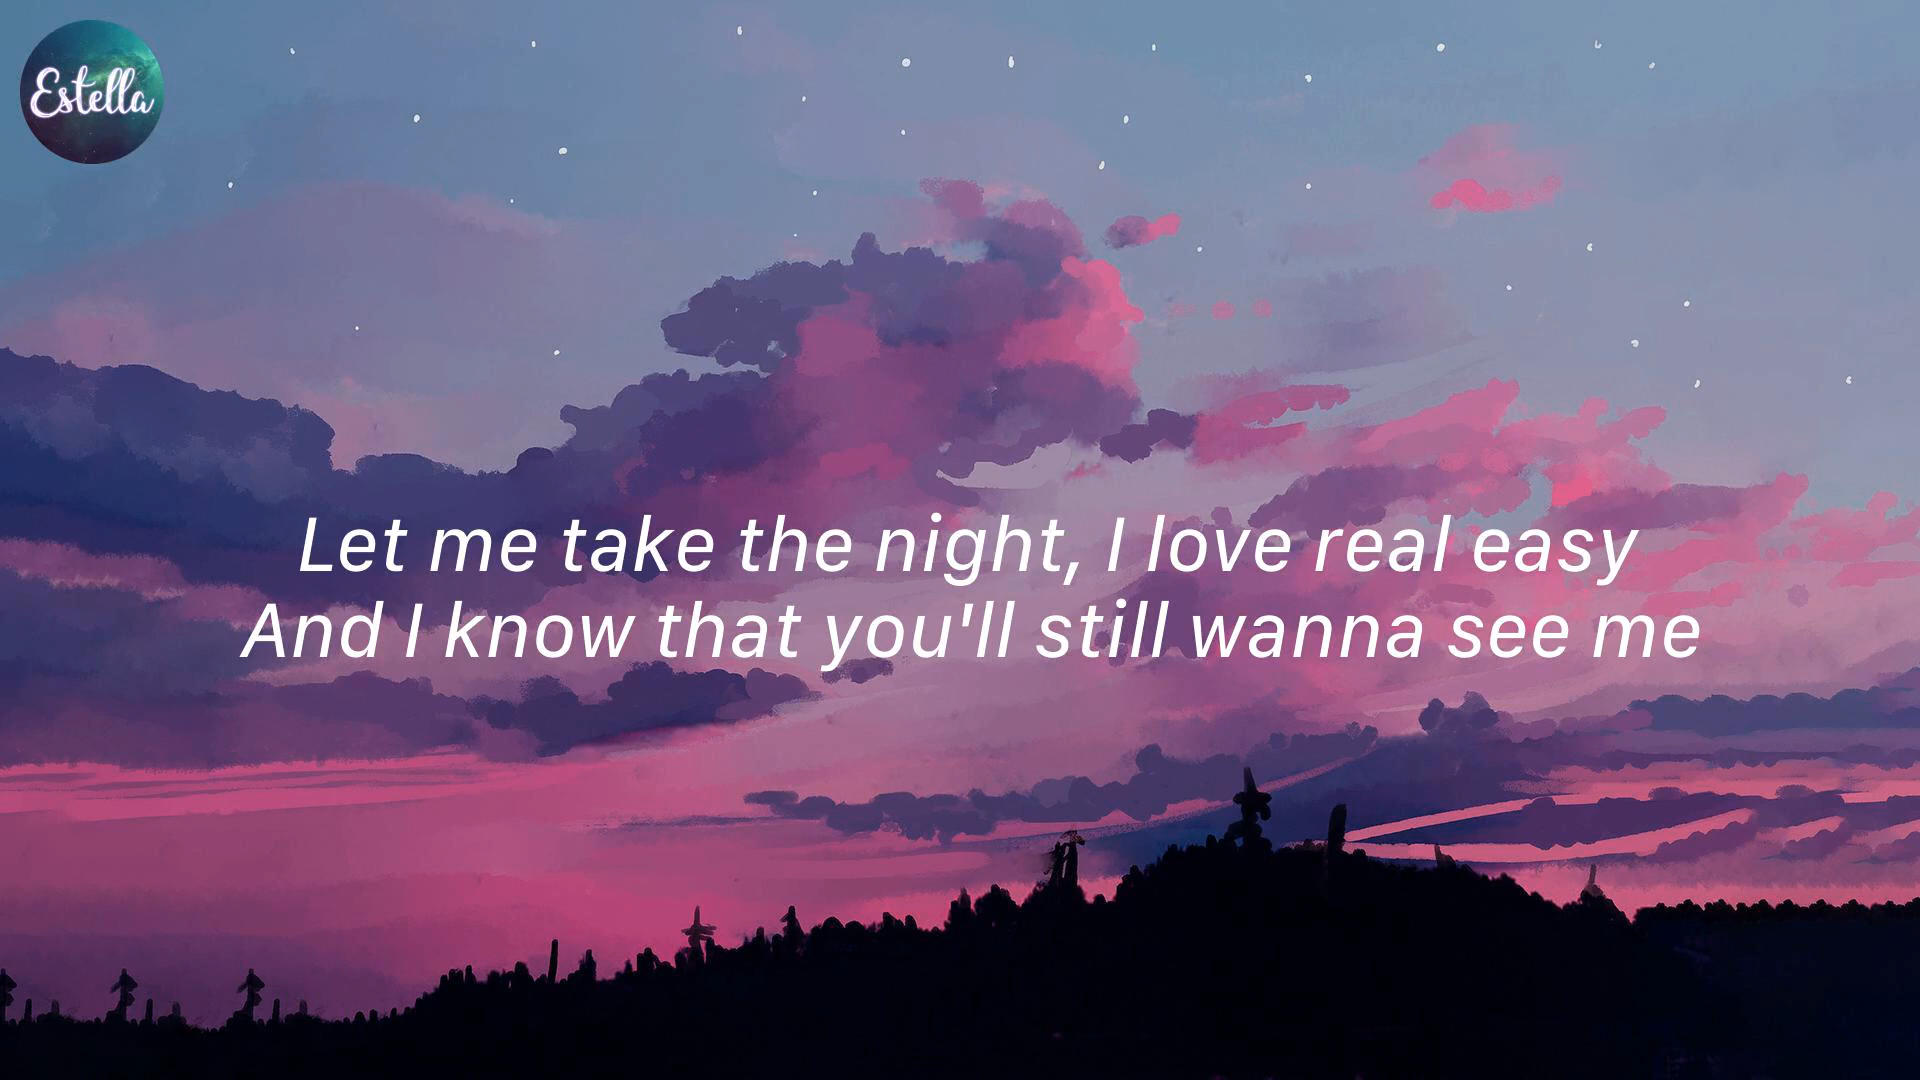 Estella
Let me take the night, I love real easy
And I know that you'll still wanna see me